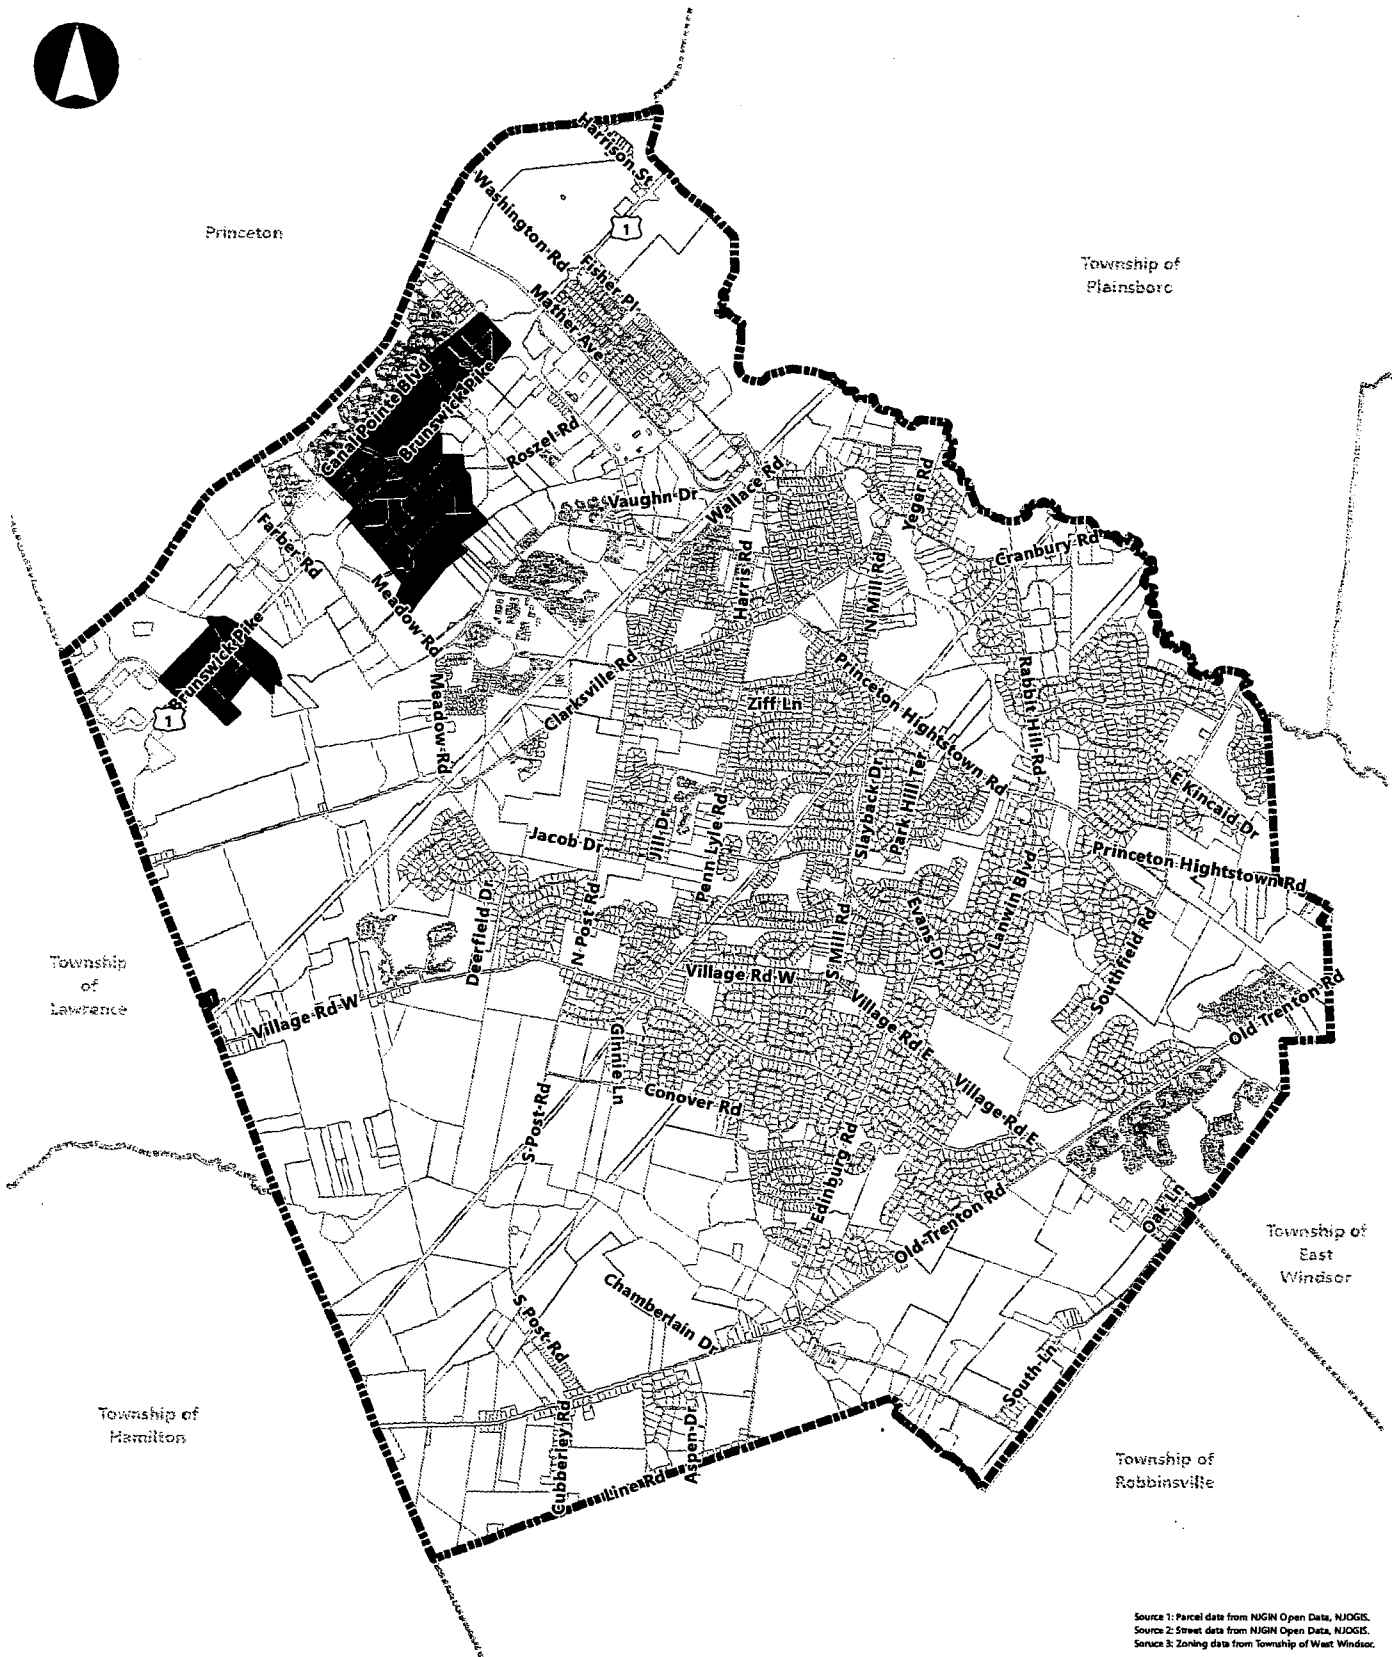 Harrison St
Washington Rd
Princeton
1
Fisher Pl
Township of
Plainsboro
Mather Ave
Canal Pointe Blvd
Brunswick Pike
Roszel Rd
Vaughn Dr
Wallace Rd
Yeger Rd
Farber Rd
Cranbury Rd
Harris Rd
N Mill Rd
Meadow Rd
Brunswick Pike
1
Clarksville Rd
Meadow Rd
Princeton Hightstown Rd
Rabbit Hill Rd
Ziff Ln
Slayback Dr
Park Hill Ter
E Kincaid Dr
Jacob Dr
Jill Dr
Penn Lyle Rd
Princeton Hightstown Rd
Lanwin Blvd
Deerfield Dr
N Post Rd
Evans Dr
S Mill Rd
Southfield Rd
Township
of
Lawrence
Village Rd W
Village Rd W
Village Rd E
Old Trenton Rd
Ginnie Ln
S Post Rd
Conover Rd
Village Rd E
Edinburg Rd
Old Trenton Rd
Oak Ln
Township of
East
Windsor
Chamberlain Dr
S Post Rd
South Ln
Township of
Hamilton
Cubberley Rd
Aspen Dr
Line Rd
Township of
Robbinsville
Source 1: Parcel data from NJGIN Open Data, NJOGIS.
Source 2: Street data from NJGIN Open Data, NJOGIS.
Soruce 3: Zoning data from Township of West Windsor.